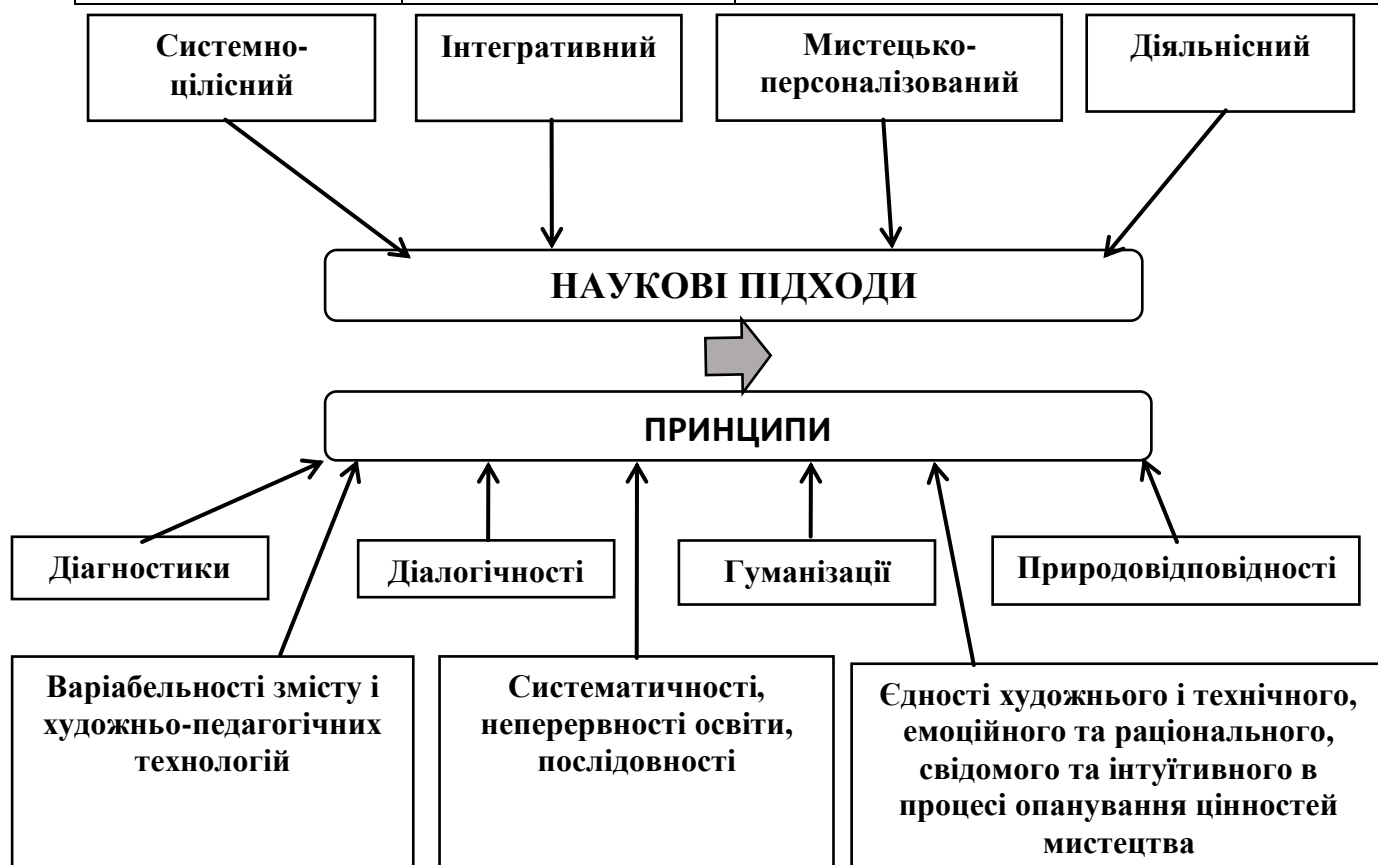 Системно-
цілісний
Інтегративний
Мистецько-
персоналізований
Діяльнісний
НАУКОВІ ПІДХОДИ
ПРИНЦИПИ
Діагностики
Діалогічності
Гуманізації
Природовідповідності
Варіабельності змісту і
художньо-педагогічних
технологій
Систематичності,
неперервності освіти,
послідовності
Єдності художнього і технічного,
емоційного та раціонального,
свідомого та інтуїтивного в
процесі опанування цінностей
мистецтва